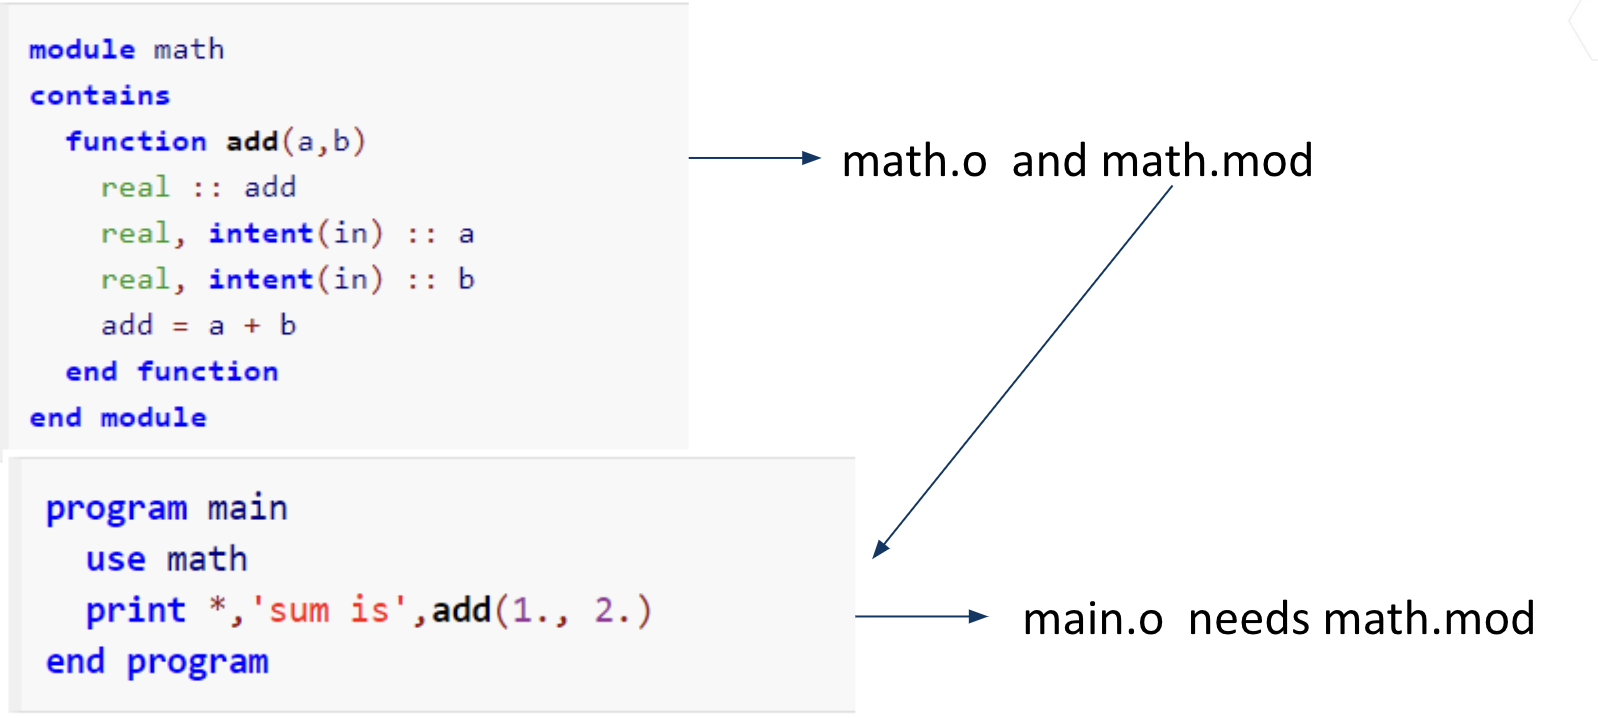 module math
contains
  function add(a,b)
    real :: add
    real, intent(in) :: a
    real, intent(in) :: b
    add = a + b
  end function
end module
math.o  and math.mod
program main
  use math
  print *,'sum is',add(1., 2.)
end program
main.o  needs math.mod